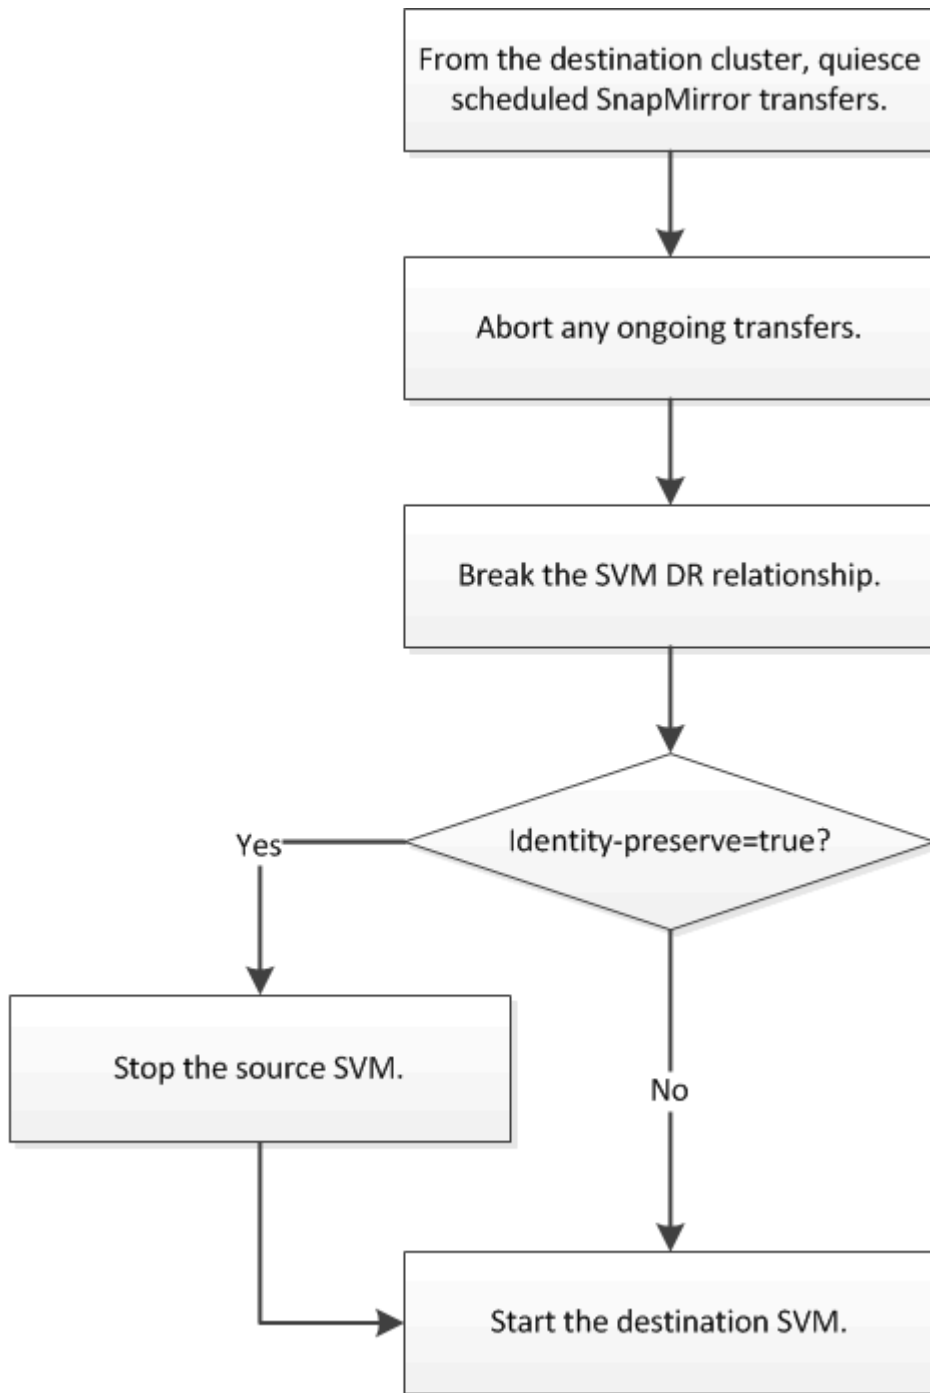 From the destination cluster, quiesce
scheduled SnapMirror transfers.
Abort any ongoing transfers.
Break the SVM DR relationship.
Identity-preserve=true?
Yes
Stop the source SVM.
No
Start the destination SVM.